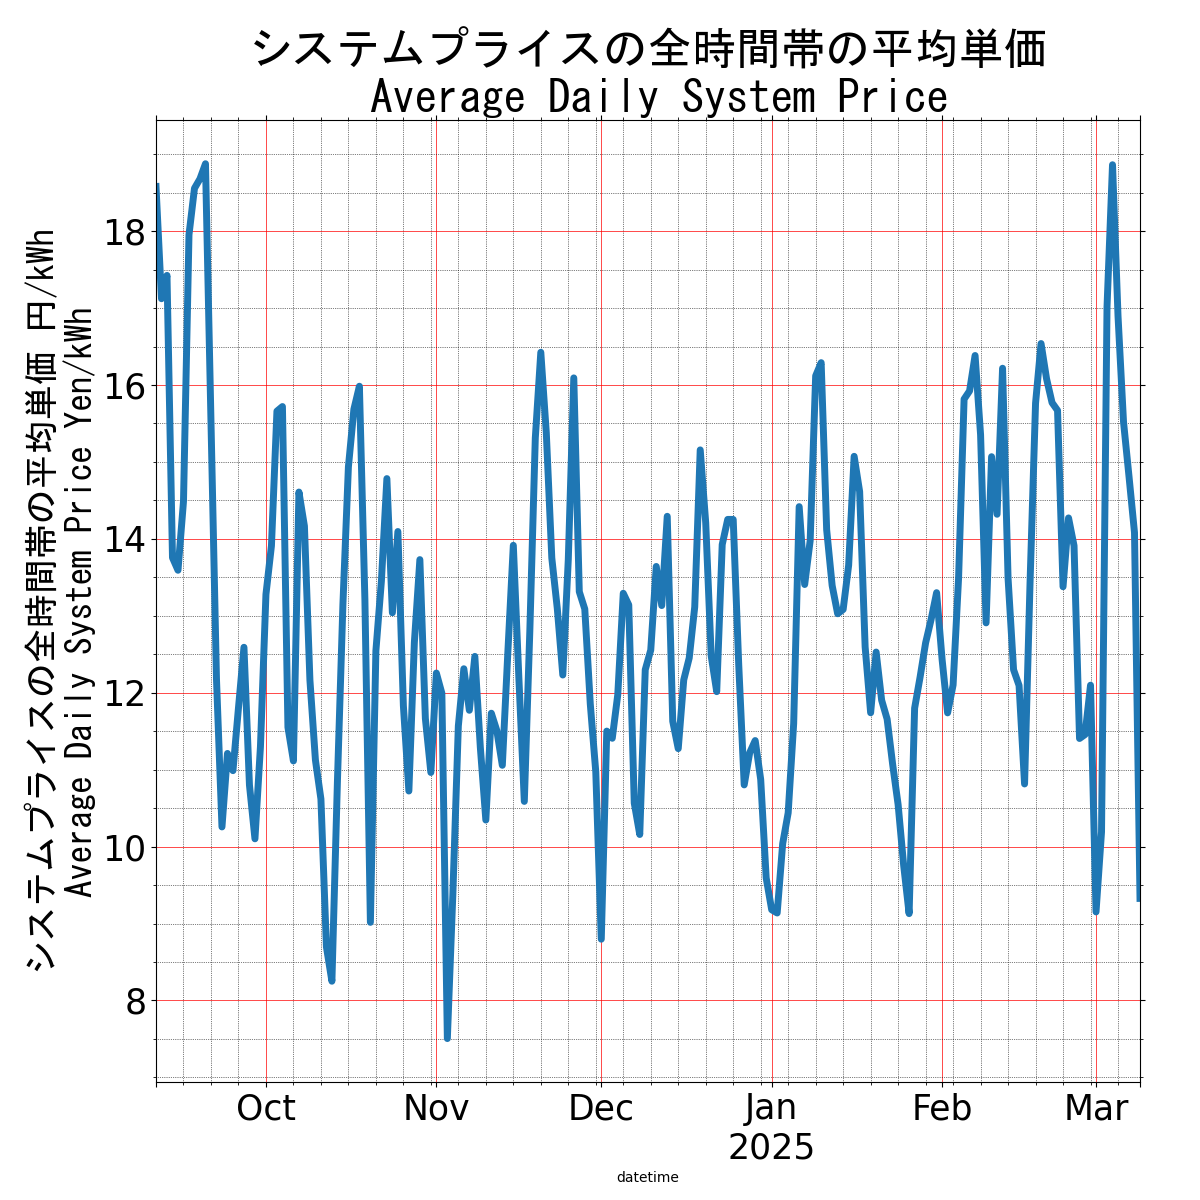 システムプライスの全時間帯の平均単価
Average Daily System Price
システムプライスの全時間帯の平均単価 円/kWh
Average Daily System Price Yen/kWh
18
16
14
12
10
8
Oct
Nov
Dec
Jan
2025
Feb
Mar
datetime